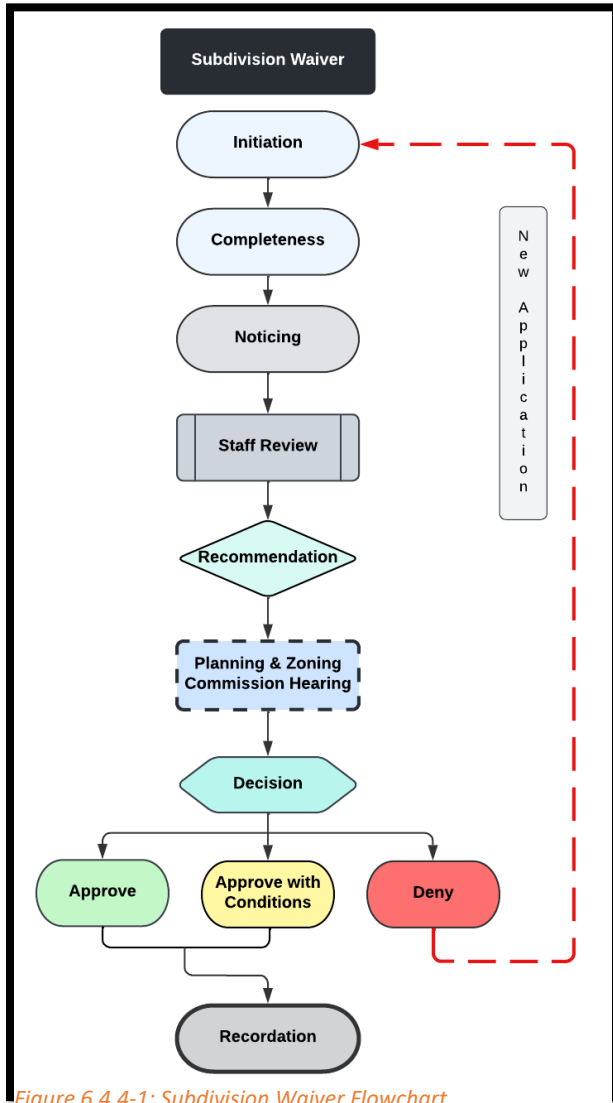 Subdivision Waiver
Initiation
Completeness
New Application
Noticing
Staff Review
Recommendation
Planning & Zoning
Commission Hearing
Decision
Approve
Approve with
Conditions
Deny
Recordation
Figure 6.4.4-1: Subdivision Waiver Flowchart